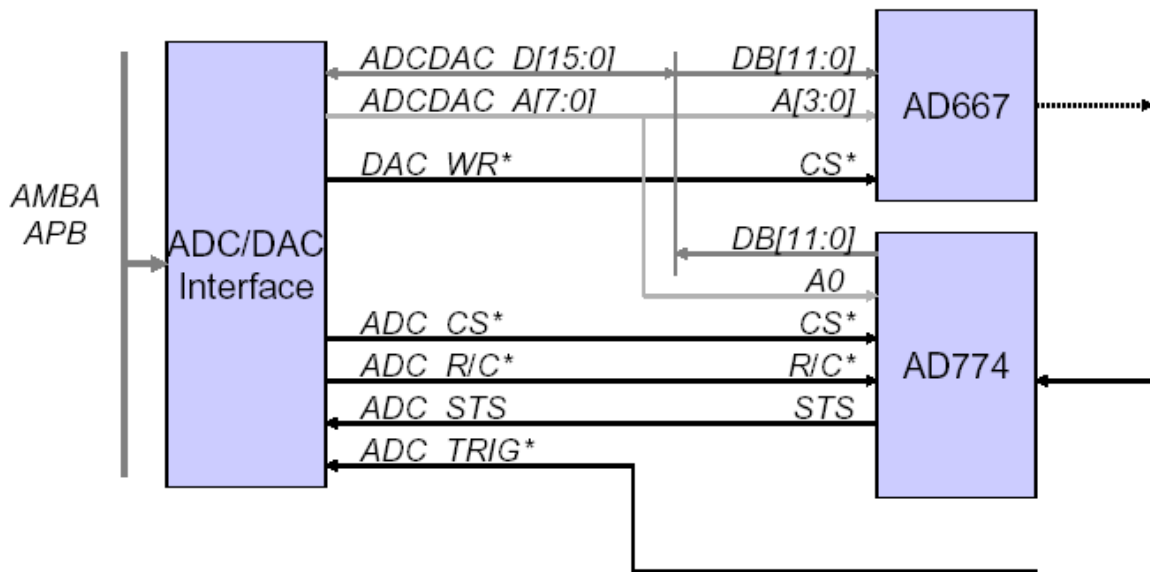 ADCDAC D[15:0] DB[11:0]
ADCDAC A[7:0] A[3:0]
AD667
DAC WR* CS*
AMBA
APB
ADC/DAC
Interface
DB[11:0]
A0
ADC CS* CS*
ADC R/C* R/C*
AD774
ADC STS STS
ADC TRIG*